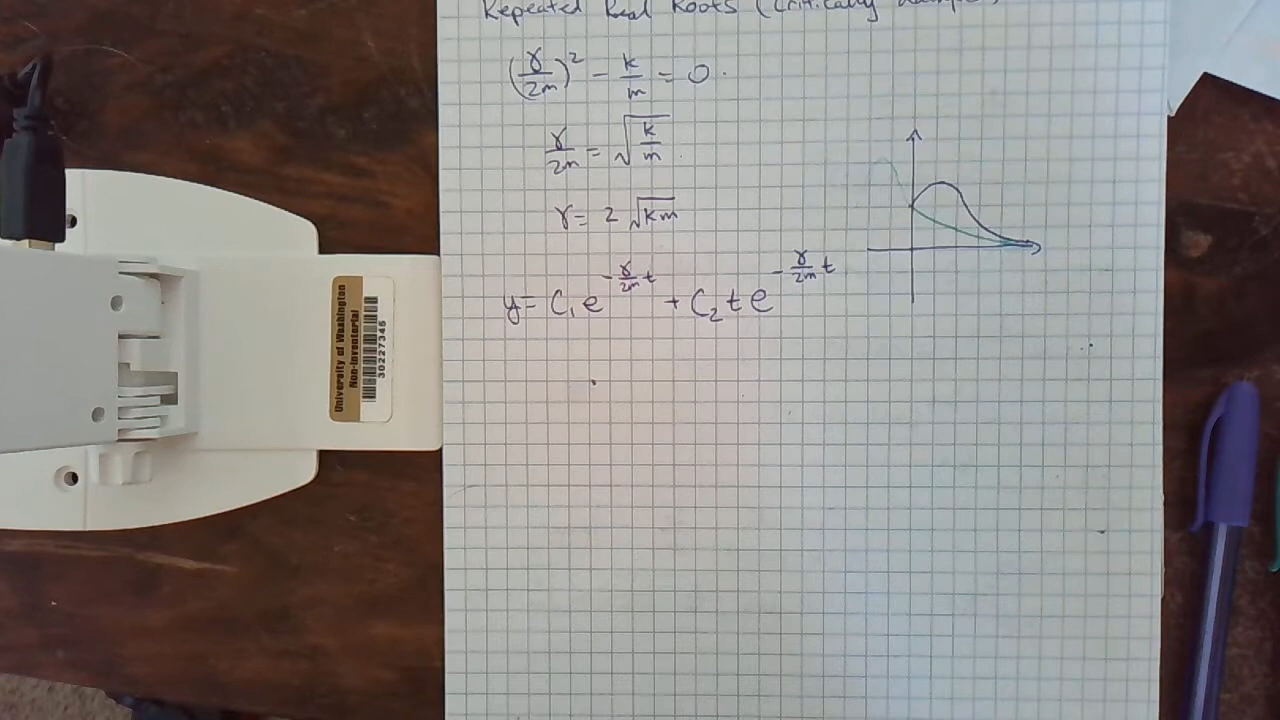 Repeated Real Roots (Critically
(γ/2m)² - k/m = 0.
γ/2m = √(k/m).
γ = 2√km
y = C₁e^(-γ/2m t) + C₂te^(-γ/2m t)
University of Washington
Non-Inventorial
30227345